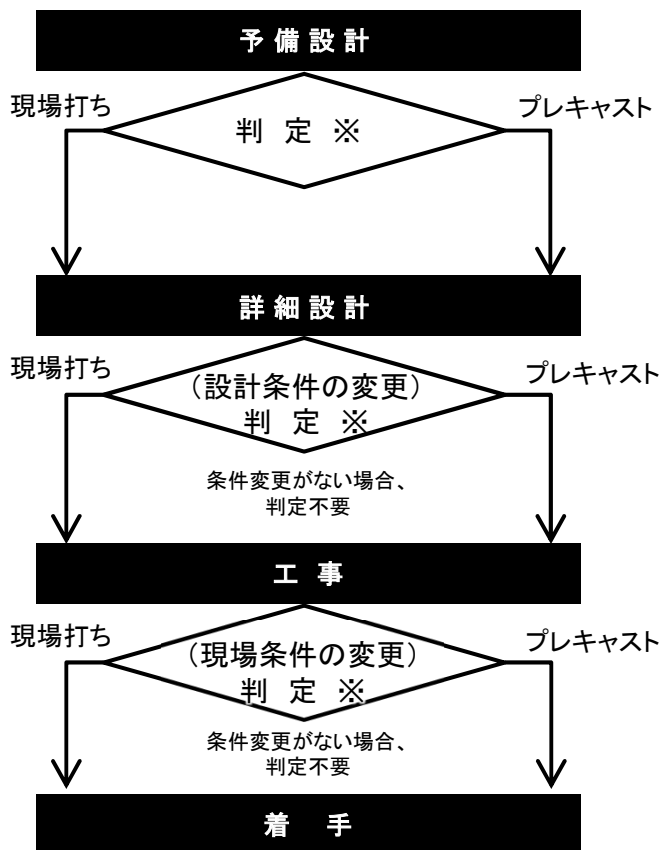 予備設計
現場打ち
プレキャスト
判 定 ※
詳細設計
現場打ち
プレキャスト
（設計条件の変更）
判 定 ※
条件変更がない場合、
判定不要
工 事
現場打ち
プレキャスト
（現場条件の変更）
判 定 ※
条件変更がない場合、
判定不要
着 手